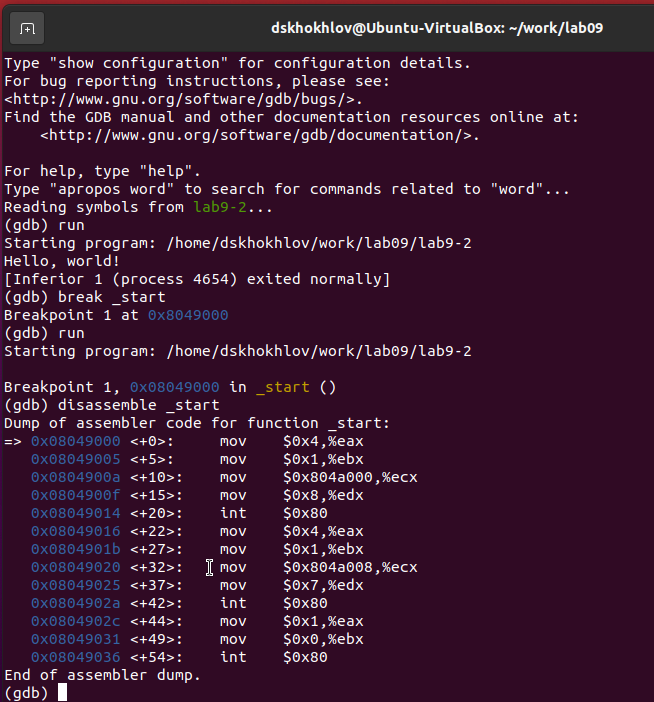 dskhokhlov@Ubuntu-VirtualBox: ~/work/lab09
Type "show configuration" for configuration details.
For bug reporting instructions, please see:
<http://www.gnu.org/software/gdb/bugs/>.
Find the GDB manual and other documentation resources online at:
    <http://www.gnu.org/software/gdb/documentation/>.

For help, type "help".
Type "apropos word" to search for commands related to "word"...
Reading symbols from lab9-2...
(gdb) run
Starting program: /home/dskhokhlov/work/lab09/lab9-2
Hello, world!
[Inferior 1 (process 4654) exited normally]
(gdb) break _start
Breakpoint 1 at 0x8049000
(gdb) run
Starting program: /home/dskhokhlov/work/lab09/lab9-2

Breakpoint 1, 0x08049000 in _start ()
(gdb) disassemble _start
Dump of assembler code for function _start:
=> 0x08049000 <+0>:     mov    $0x4,%eax
   0x08049005 <+5>:     mov    $0x1,%ebx
   0x0804900a <+10>:    mov    $0x804a000,%ecx
   0x0804900f <+15>:    mov    $0x8,%edx
   0x08049014 <+20>:    int    $0x80
   0x08049016 <+22>:    mov    $0x4,%eax
   0x0804901b <+27>:    mov    $0x1,%ebx
   0x08049020 <+32>:    mov    $0x804a008,%ecx
   0x08049025 <+37>:    mov    $0x7,%edx
   0x0804902a <+42>:    int    $0x80
   0x0804902c <+44>:    mov    $0x1,%eax
   0x08049031 <+49>:    mov    $0x0,%ebx
   0x08049036 <+54>:    int    $0x80
End of assembler dump.
(gdb)